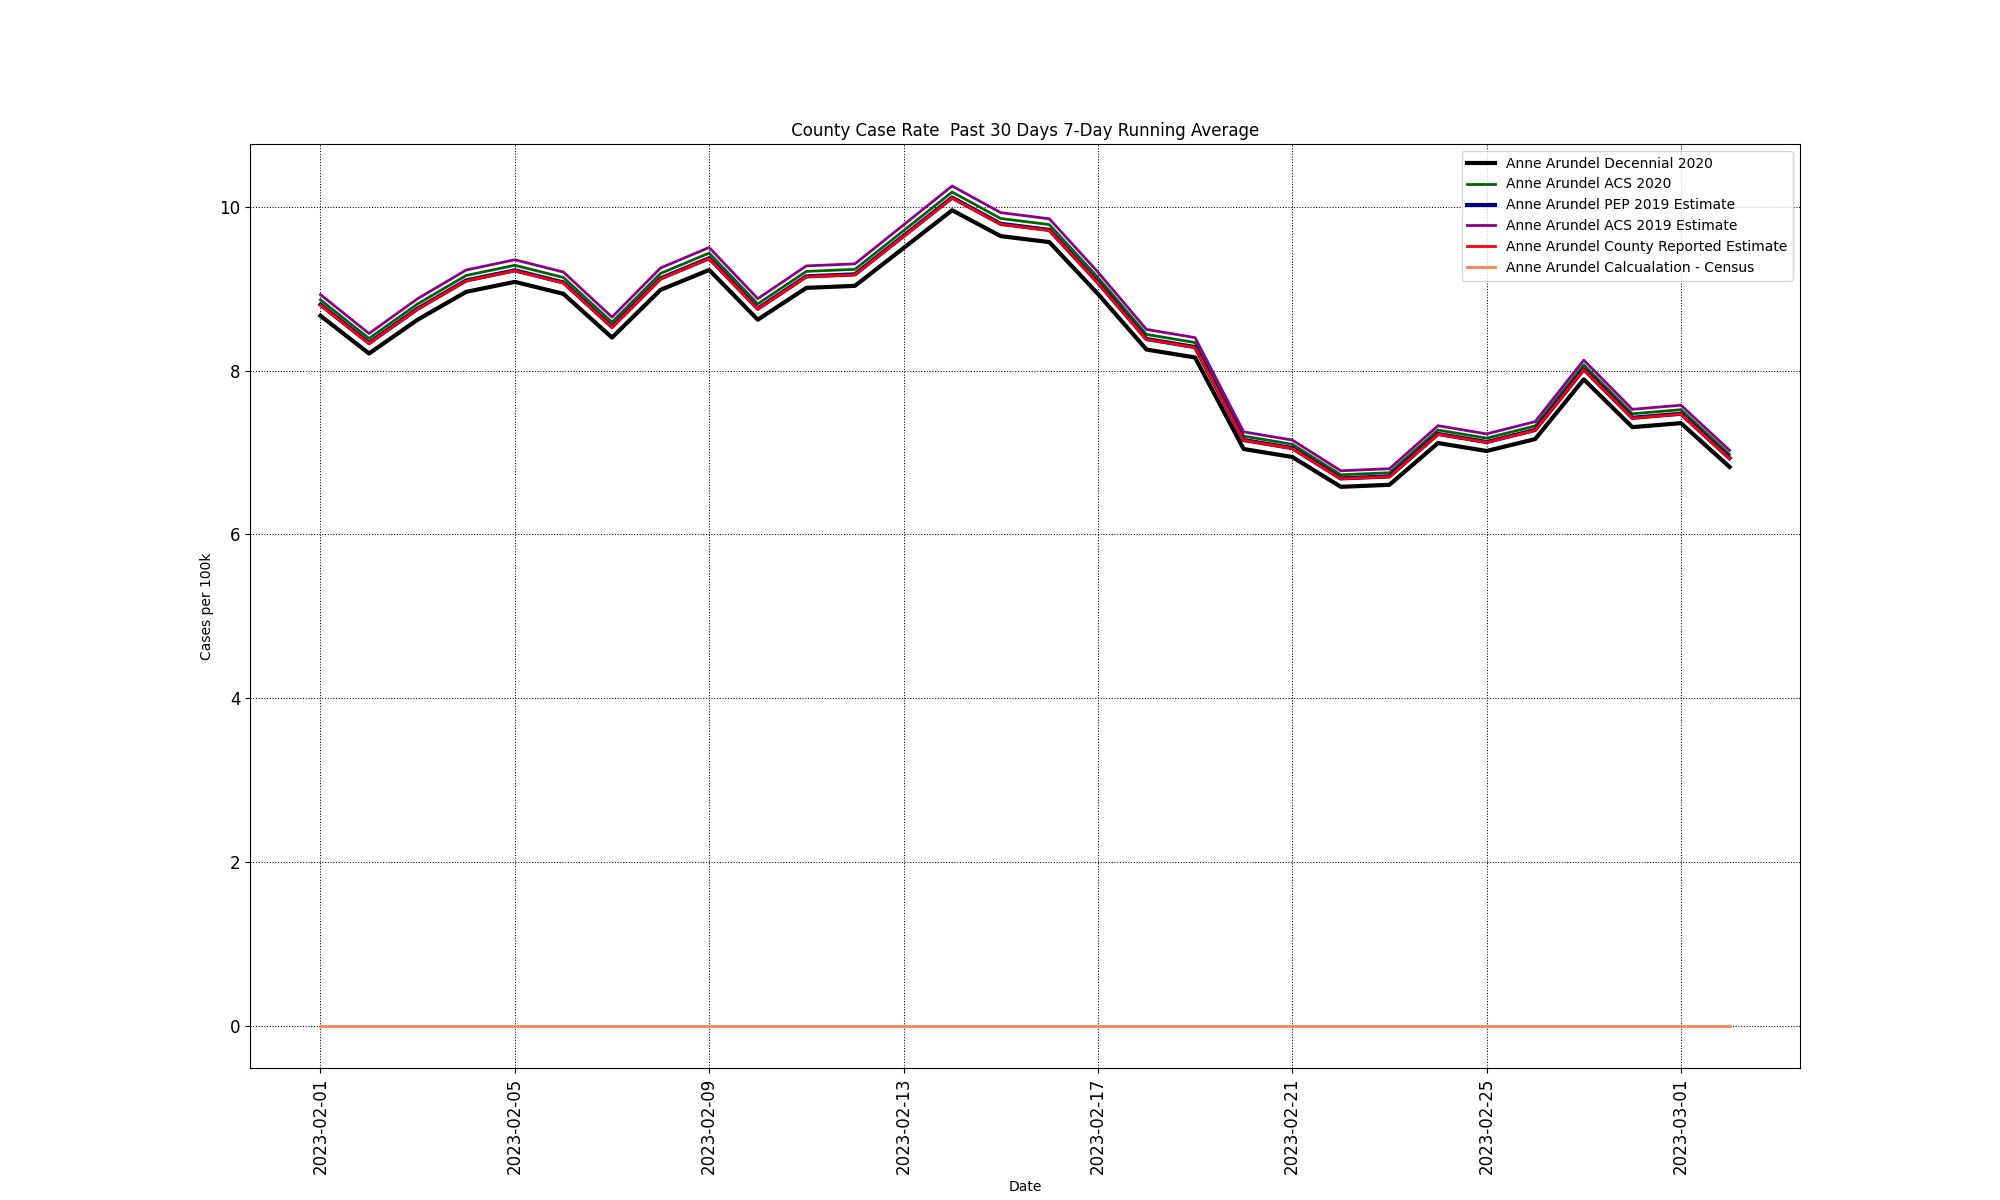 County Case Rate  Past 30 Days 7-Day Running Average
Anne Arundel Decennial 2020
Anne Arundel ACS 2020
Anne Arundel PEP 2019 Estimate
Anne Arundel ACS 2019 Estimate
Anne Arundel County Reported Estimate
Anne Arundel Calcualation - Census
10
8
6
4
2
0
Cases per 100k
2023-02-01
2023-02-05
2023-02-09
2023-02-13
2023-02-17
2023-02-21
2023-02-25
2023-03-01
Date